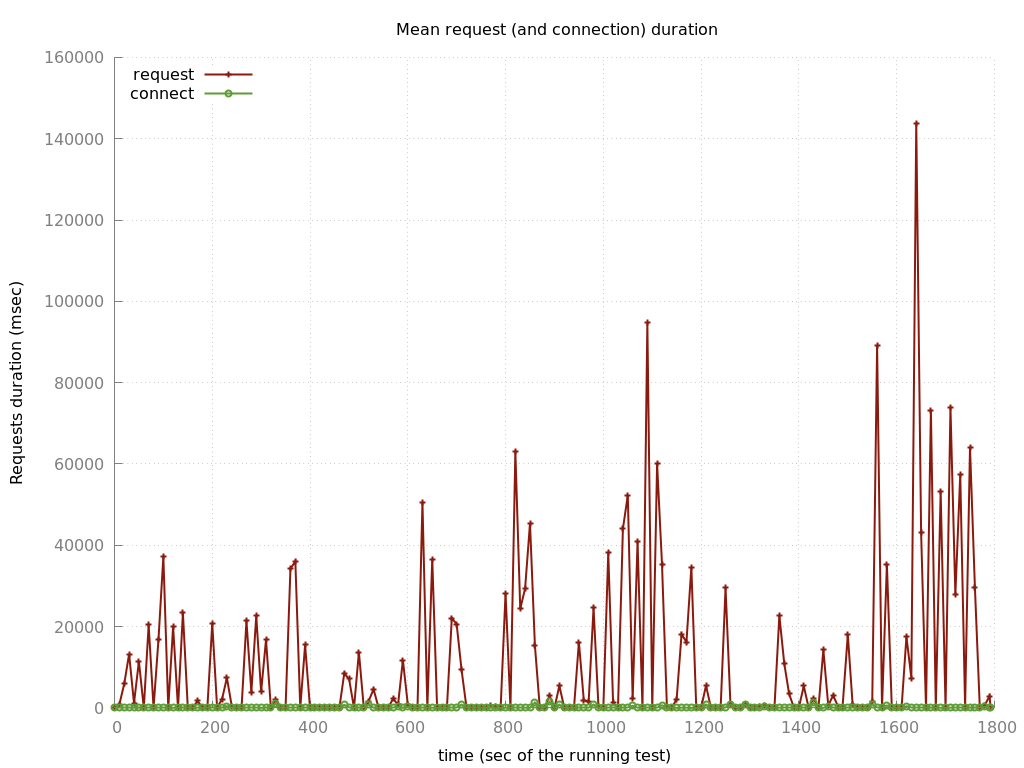 Mean request (and connection) duration
160000
140000
120000
100000
80000
60000
40000
20000
0
request
connect
Requests duration (msec)
0 200 400 600 800 1000 1200 1400 1600 1800
time (sec of the running test)